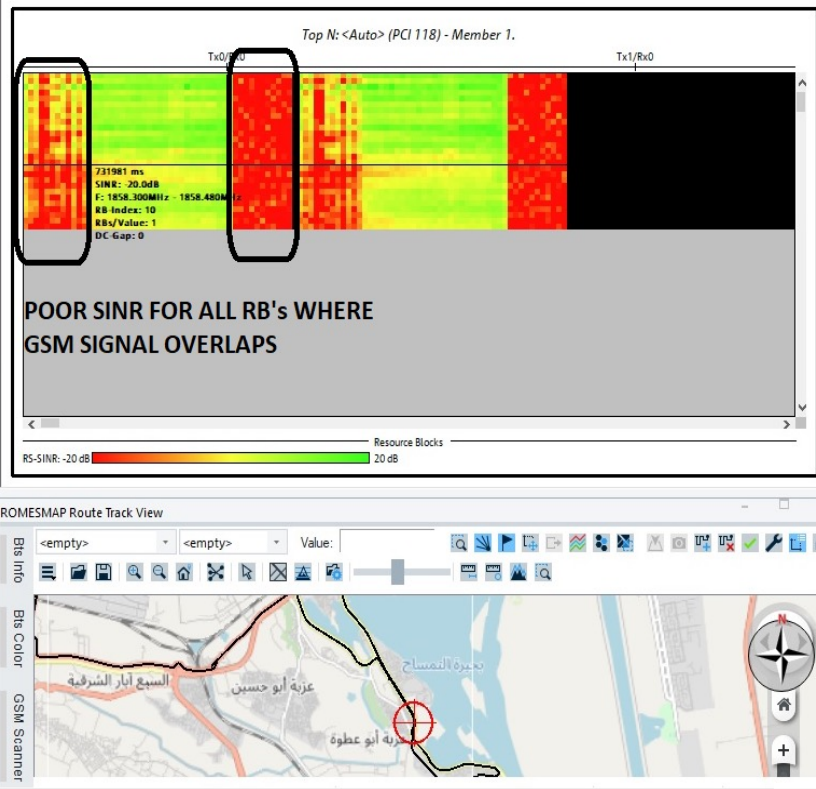 Top N: <Auto> (PCI 118) - Member 1.
Tx0/Rx0
Tx1/Rx0
731981 ms
SINR: -20.0dB
F: 1858.300MHz - 1858.480MHz
RB-Index: 10
RBs/Value: 1
DC-Gap: 0
POOR SINR FOR ALL RB's WHERE
GSM SIGNAL OVERLAPS
Resource Blocks
RS-SINR: -20 dB
20 dB
ROMESMAP Route Track View
Bts Info
<empty>
<empty>
Value:
Bts Color
GSM Scanner
N
بحيرة التمساح
السبع آبار الشرقية
عزبة أبو حسين
عزبة أبو عطوة